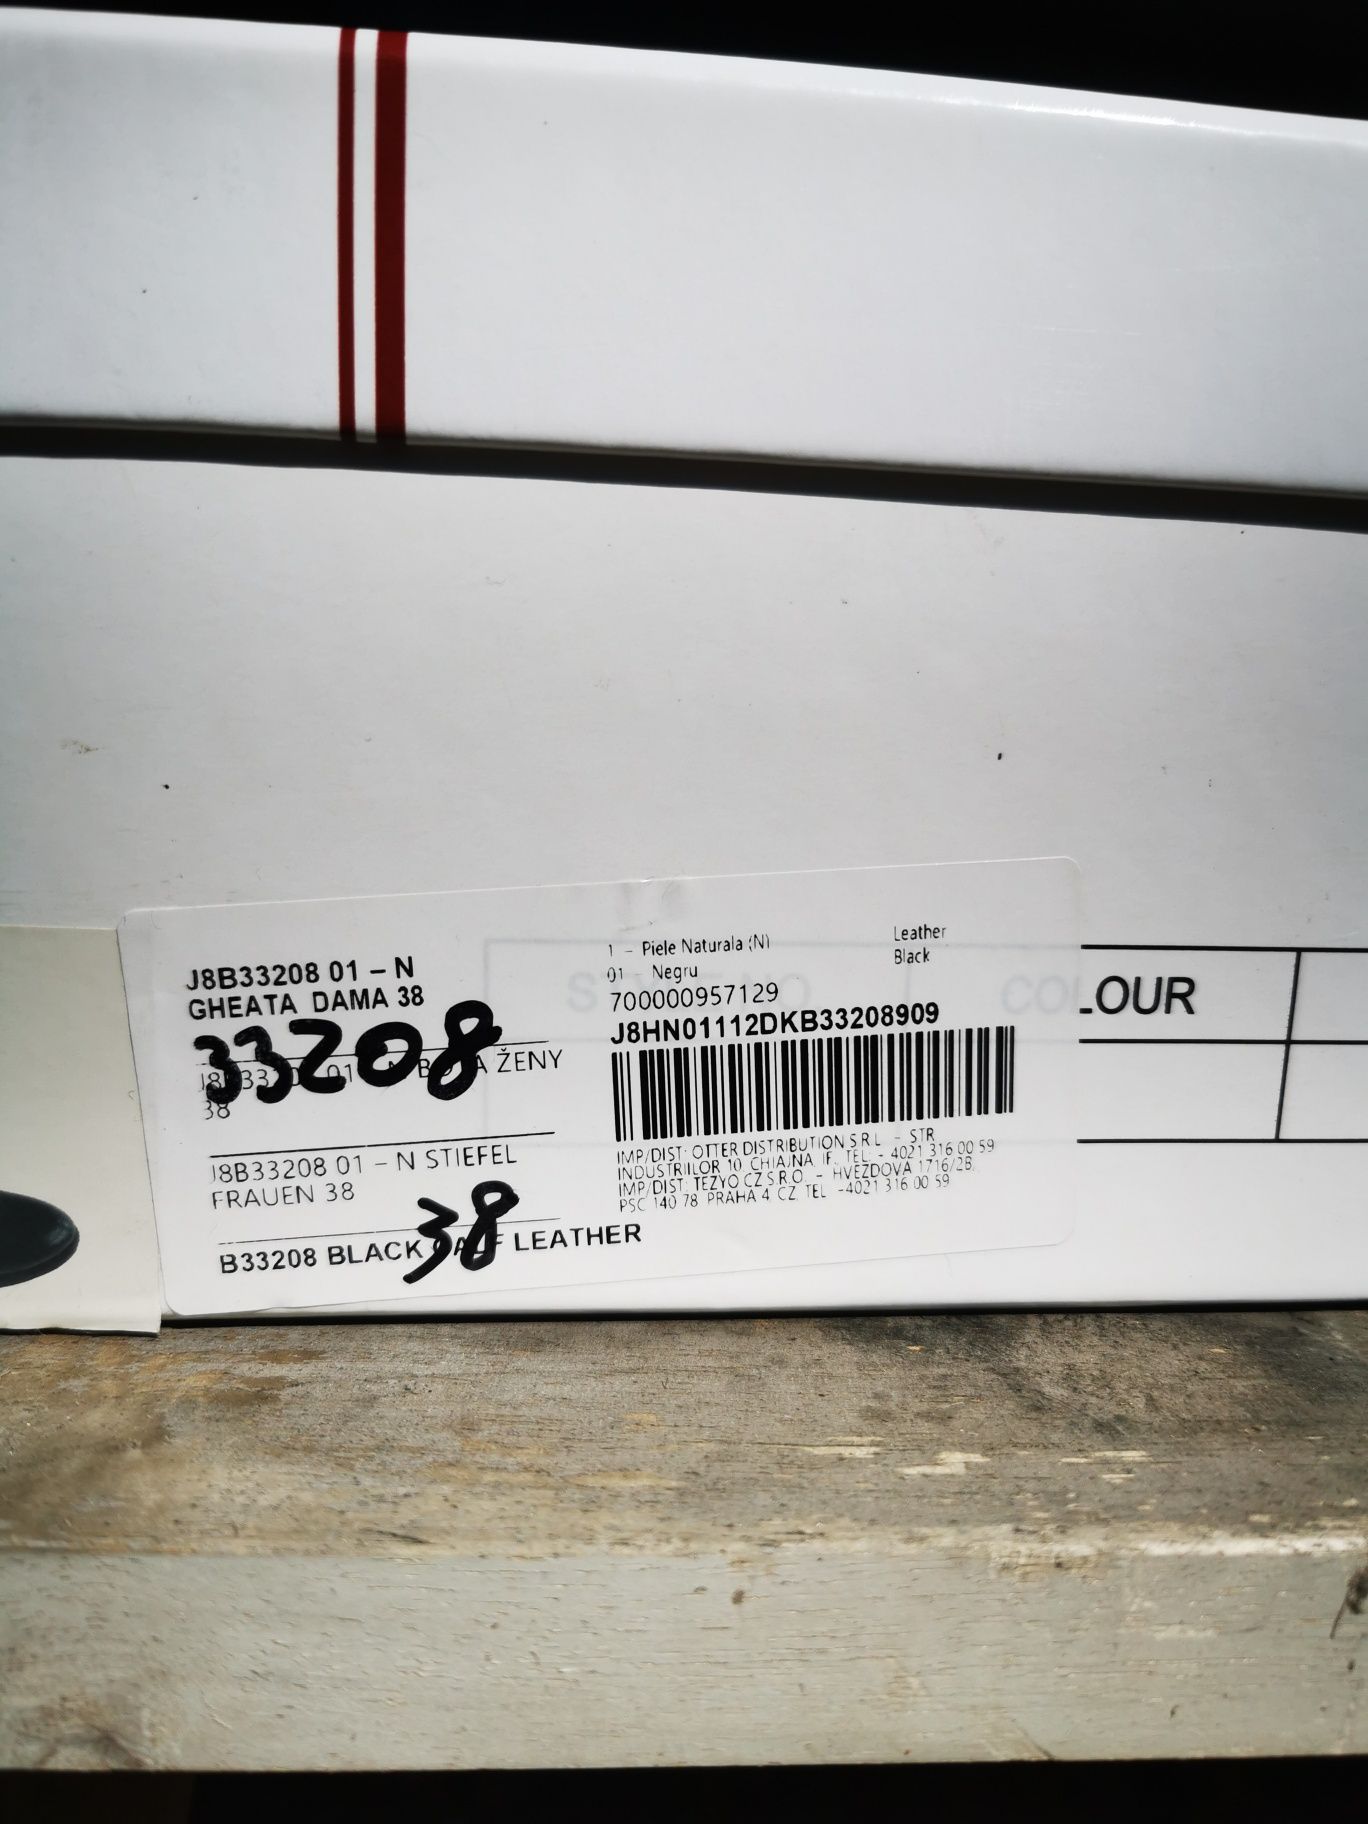 J8B33208 01 – N
GHEATA DAMA 38
33208
ŽENY
38
J8B33208 01 – N STIEFEL
FRAUEN 38
38
B33208 BLACK LEATHER
1 – Piele Naturala (N)
Leather
01 – Negru
Black
700000957129
J8HN01112DKB33208909
IMP/DIST: OTTER DISTRIBUTION S.R.L. – STR
INDUSTRIILOR 10, CHIAJNA IF, TEL: – 4021 316 00 59
IMP/DIST: TEZYO CZ S.R.O. – HVEZDOVA 1716/2B,
PSC 140 78 PRAHA 4, CZ, TEL –4021 316 00 59
STYLE NO
COLOUR